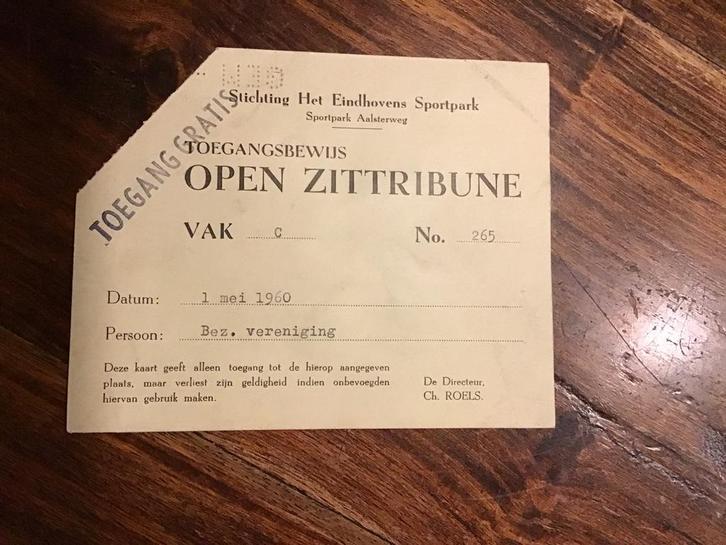 Stichting Het Eindhovens Sportpark
Sportpark Aalsterweg
TOEGANG GRATIS
TOEGANGSBEWIJS
OPEN ZITTRIBUNE
VAK C No. 265
Datum: 1 mei 1960
Persoon: Bez. vereniging
Deze kaart geeft alleen toegang tot de hierop aangegeven
plaats, maar verliest zijn geldigheid indien onbevoegden
hiervan gebruik maken.
De Directeur,
Ch. ROELS.